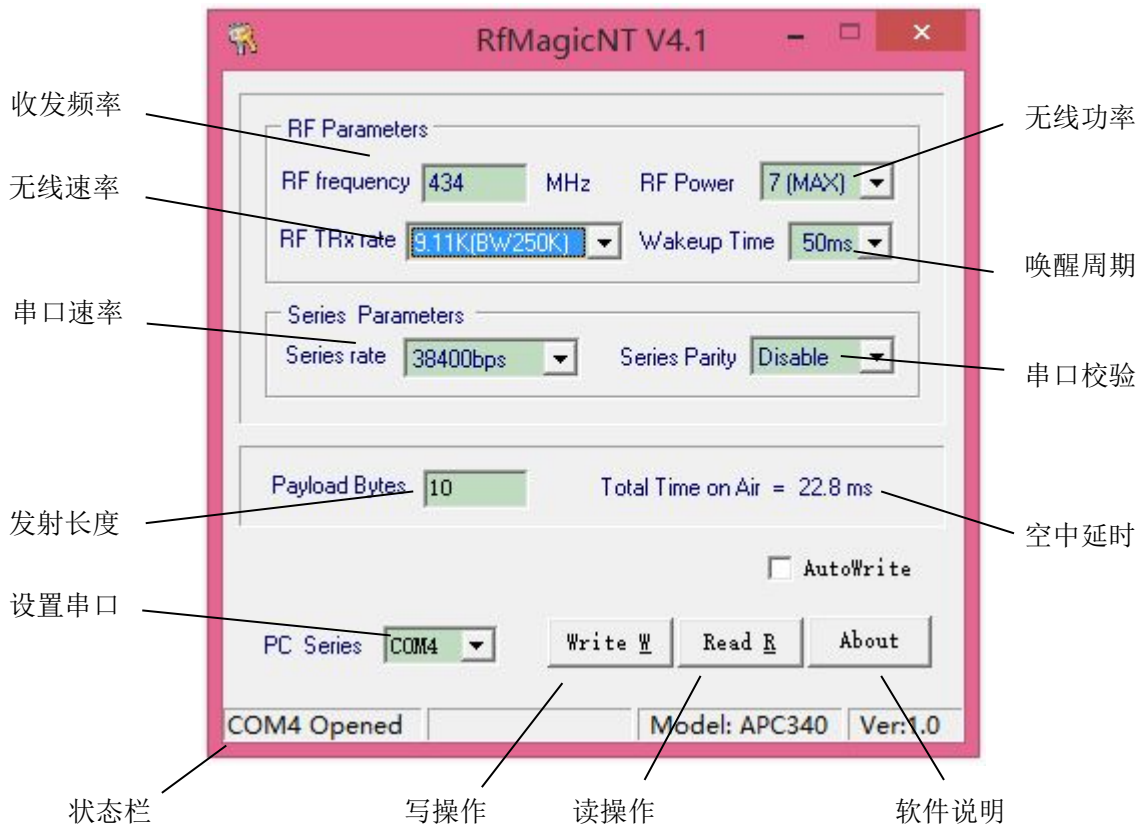 RfMagicNT V4.1
收发频率
RF Parameters
无线功率
RF frequency 434 MHz RF Power 7 (MAX)
无线速率
RF TRx rate 9.11K(BW250K) Wakeup Time 50ms
唤醒周期
串口速率
Series Parameters
Series rate 38400bps Series Parity Disable
串口校验
Payload Bytes 10 Total Time on Air = 22.8 ms
发射长度
空中延时
AutoWrite
设置串口
PC Series COM4 Write W Read R About
COM4 Opened Model: APC340 Ver:1.0
状态栏 写操作 读操作 软件说明